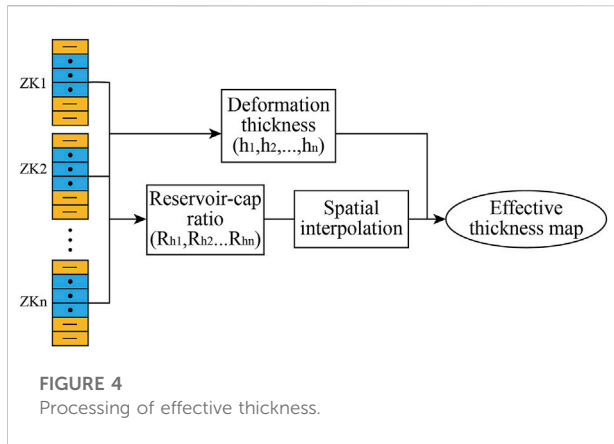 ZK1
ZK2
ZKn
Deformation
thickness
(h1,h2,...,hn)
Reservoir-cap
ratio
(Rh1,Rh2...Rhn)
Spatial
interpolation
Effective
thickness map
FIGURE 4
Processing of effective thickness.